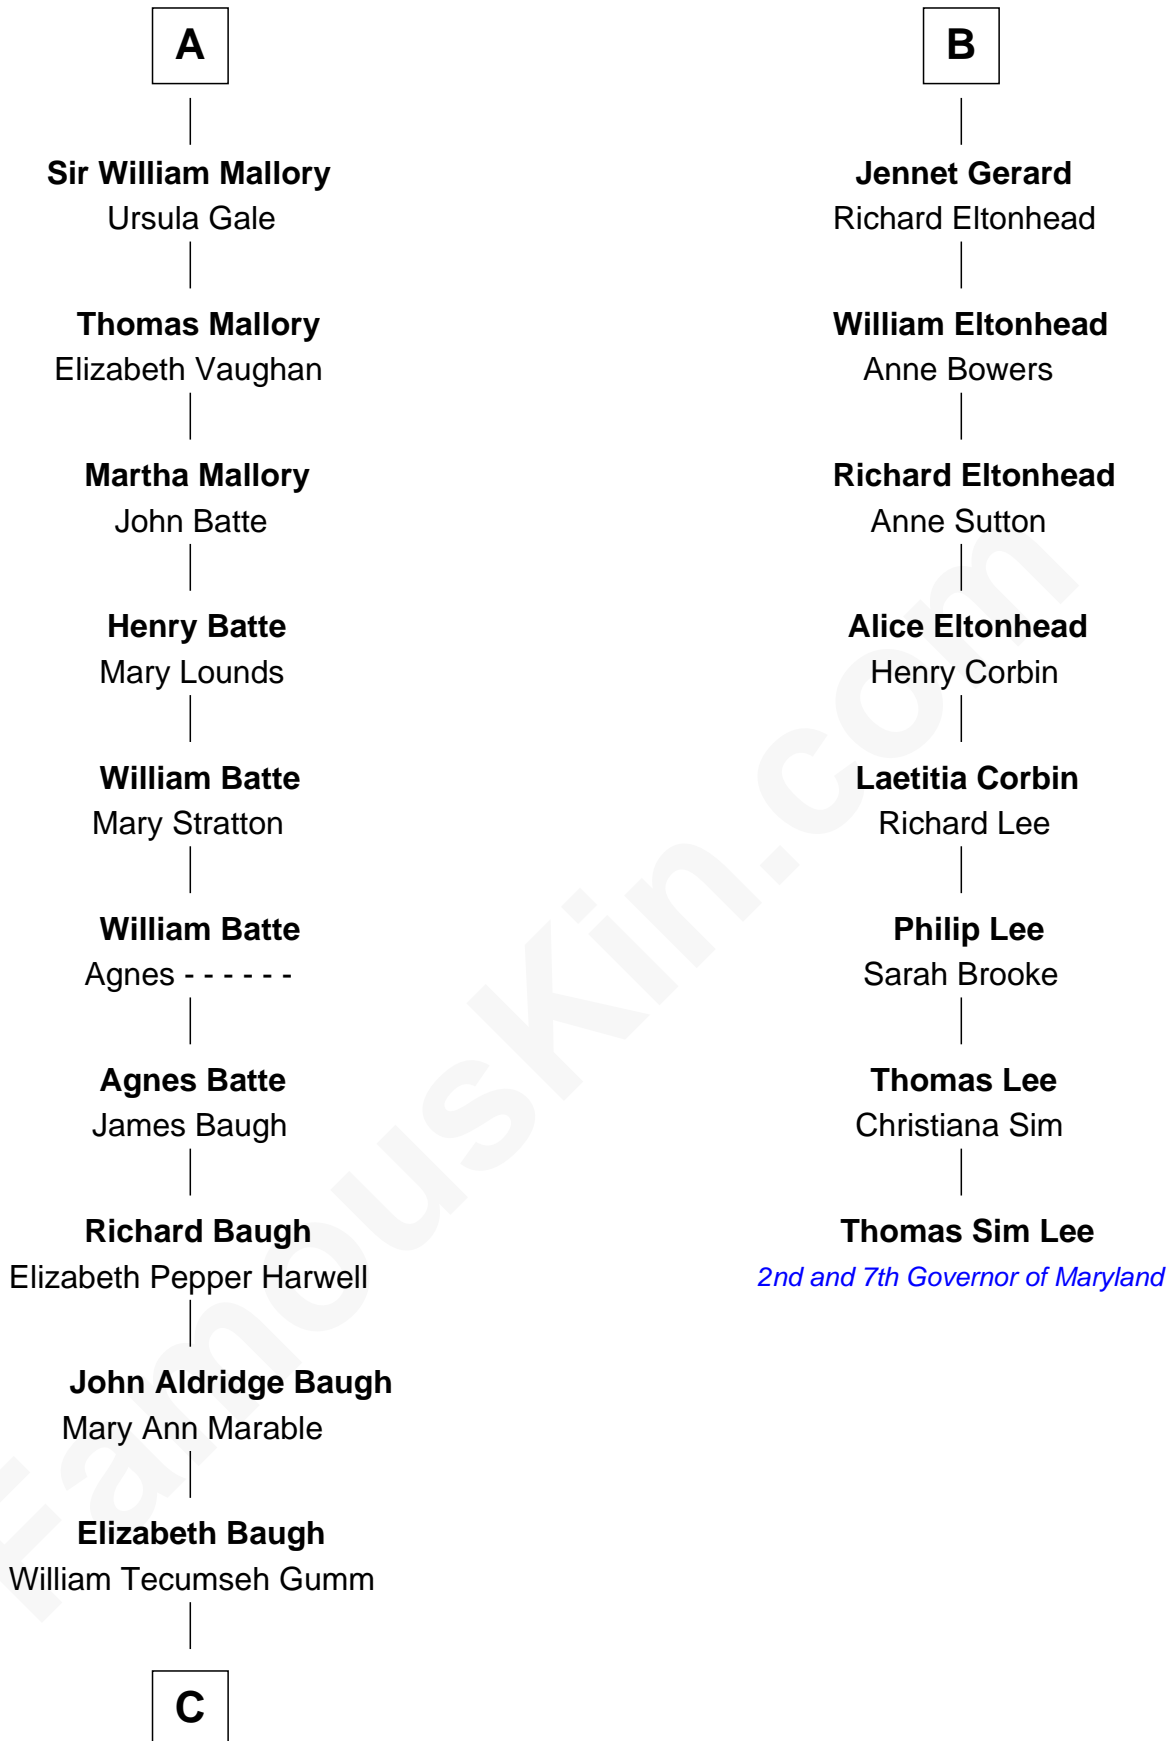 A
Sir William Mallory
Ursula Gale
Thomas Mallory
Elizabeth Vaughan
Martha Mallory
John Batte
Henry Batte
Mary Lounds
William Batte
Mary Stratton
William Batte
Agnes - - - - - -
Agnes Batte
James Baugh
Richard Baugh
Elizabeth Pepper Harwell
John Aldridge Baugh
Mary Ann Marable
Elizabeth Baugh
William Tecumseh Gumm
C
B
Jennet Gerard
Richard Eltonhead
William Eltonhead
Anne Bowers
Richard Eltonhead
Anne Sutton
Alice Eltonhead
Henry Corbin
Laetitia Corbin
Richard Lee
Philip Lee
Sarah Brooke
Thomas Lee
Christiana Sim
Thomas Sim Lee
2nd and 7th Governor of Maryland
FamousKin.com